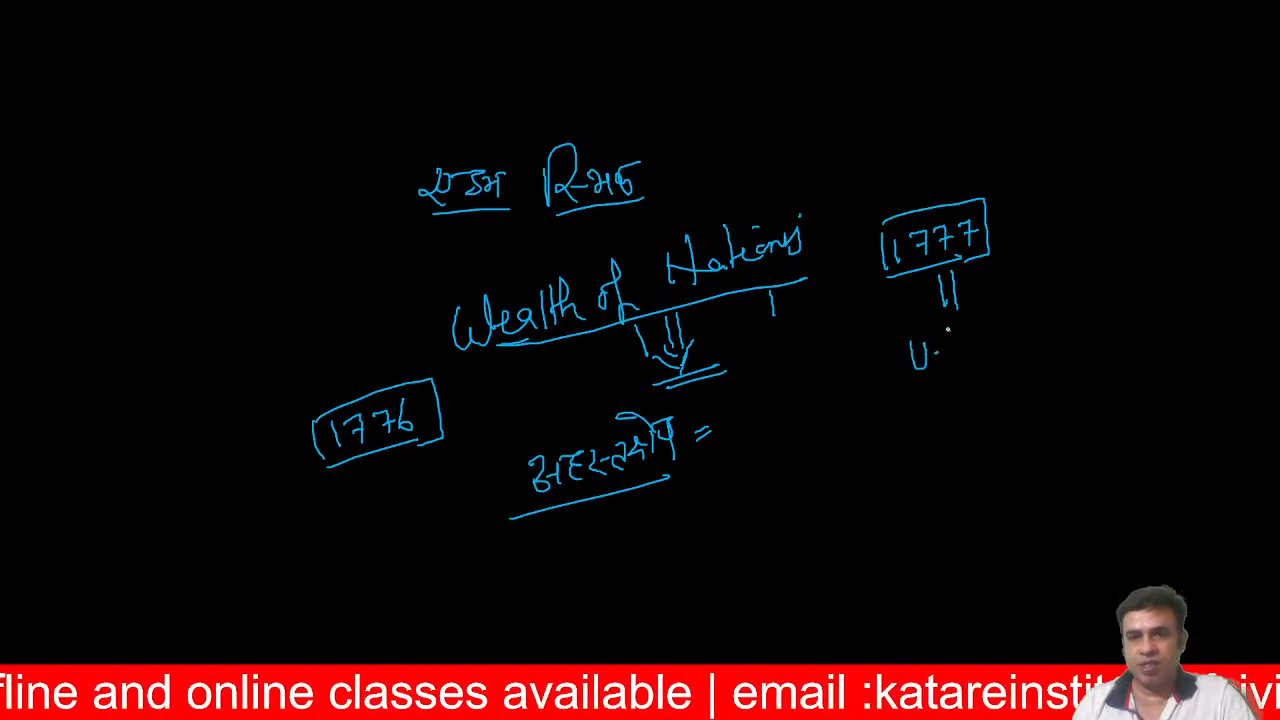 एडम स्मिथ
Wealth of Nations
1777
U.
1776
अहस्तक्षेप =
fline and online classes available | email :katareinstit